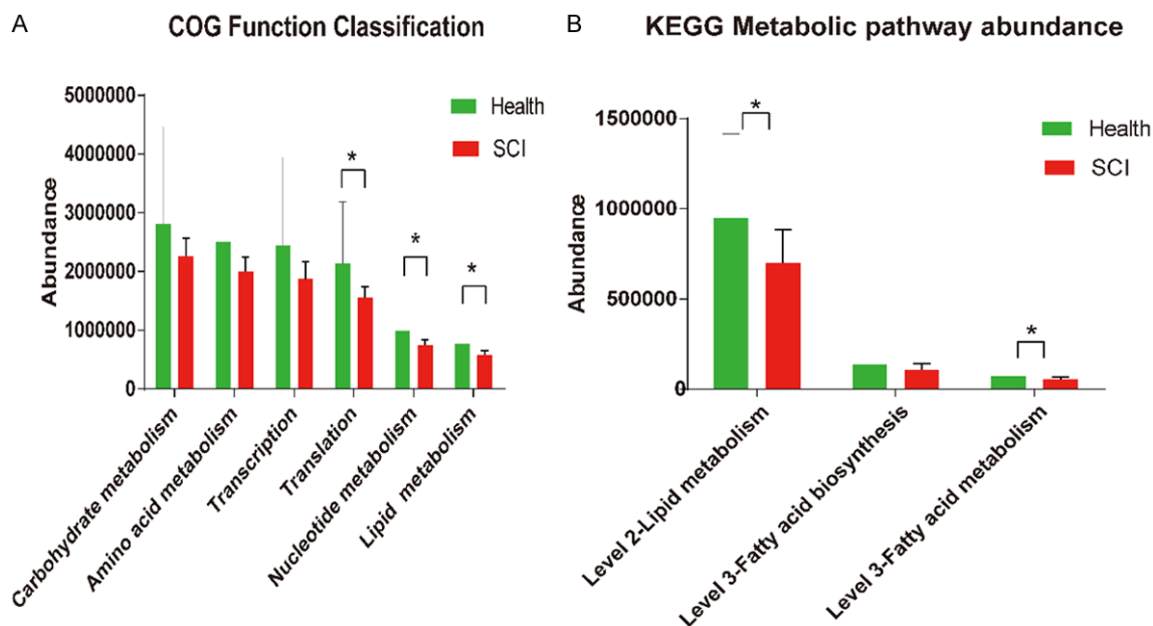 A
COG Function Classification
5000000
4000000
3000000
2000000
1000000
0
Abundance
Health
SCI
*
*
*
Carbohydrate metabolism
Amino acid metabolism
Transcription
Translation
Nucleotide metabolism
Lipid metabolism
B
KEGG Metabolic pathway abundance
1500000
1000000
500000
0
Abundance
Health
SCI
*
*
Level 2-Lipid metabolism
Level 3-Fatty acid biosynthesis
Level 3-Fatty acid metabolism